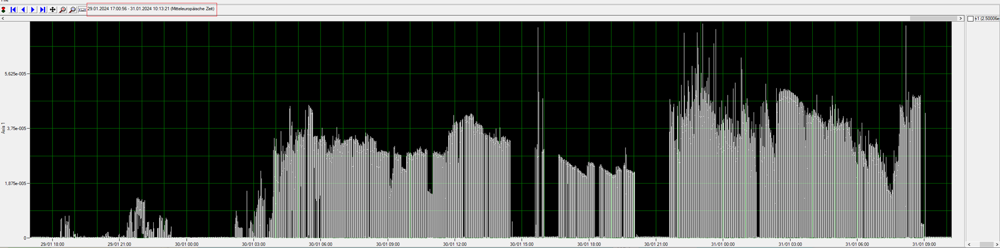 29.01.2024 17:00:56 - 31.01.2024 10:13:21 (Mitteleuropäische Zeit)
e1 (2.50006e
5,625e-005
3,75e-005
Axis 1
1,875e-005
0
29/01 18:00 29/01 21:00 30/01 00:00 30/01 03:00 30/01 06:00 30/01 09:00 30/01 12:00 30/01 15:00 30/01 18:00 30/01 21:00 31/01 00:00 31/01 03:00 31/01 06:00 31/01 09:00